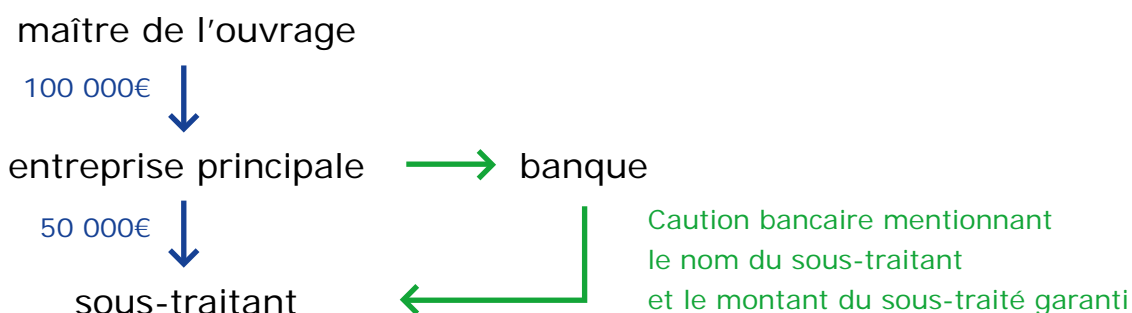 maître de l'ouvrage
100 000€
entreprise principale
banque
50 000€
Caution bancaire mentionnant
le nom du sous-traitant
et le montant du sous-traité garanti
sous-traitant